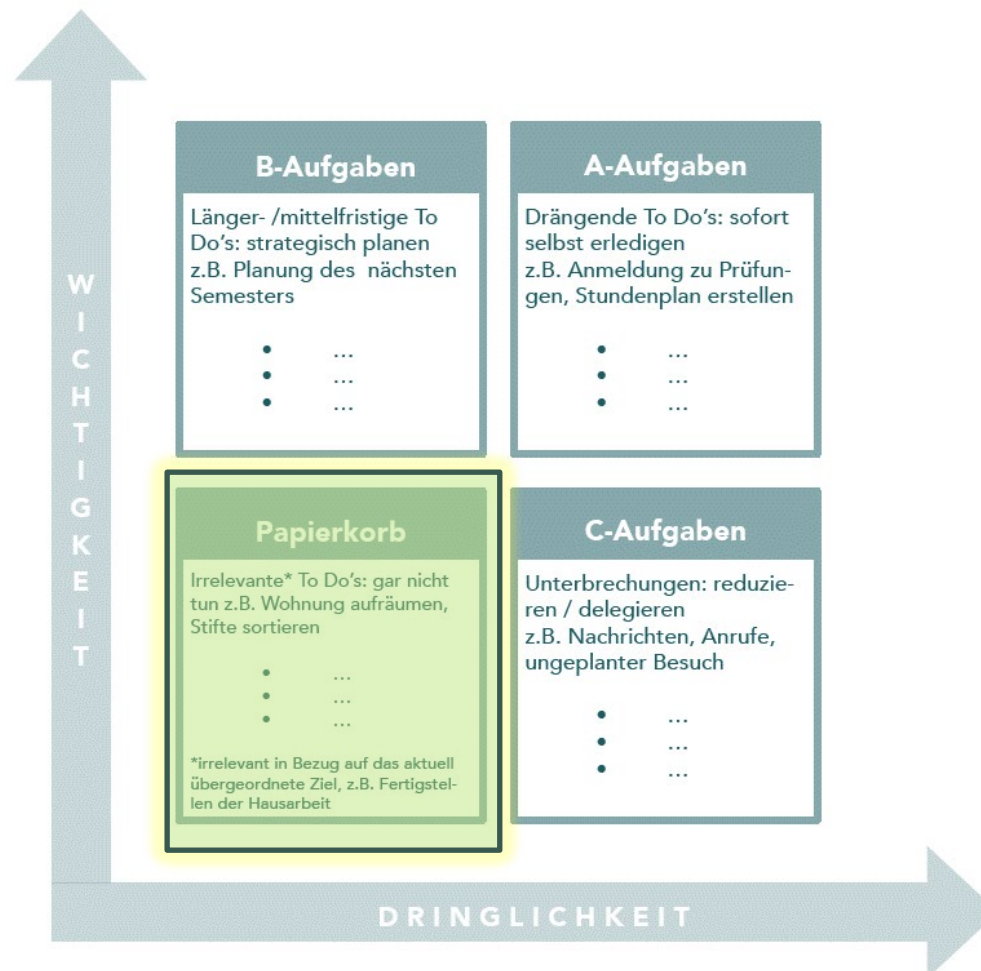 WICHTIGKEIT
B-Aufgaben
Länger- /mittelfristige To
Do's: strategisch planen
z.B. Planung des nächsten
Semesters
• ...
• ...
• ...
A-Aufgaben
Drängende To Do's: sofort
selbst erledigen
z.B. Anmeldung zu Prüfun-
gen, Stundenplan erstellen
• ...
• ...
• ...
Papierkorb
Irrelevante* To Do's: gar nicht
tun z.B. Wohnung aufräumen,
Stifte sortieren
• ...
• ...
• ...
*irrelevant in Bezug auf das aktuell
übergeordnete Ziel, z.B. Fertigstel-
len der Hausarbeit
C-Aufgaben
Unterbrechungen: reduzie-
ren / delegieren
z.B. Nachrichten, Anrufe,
ungeplanter Besuch
• ...
• ...
• ...
DRINGLICHKEIT